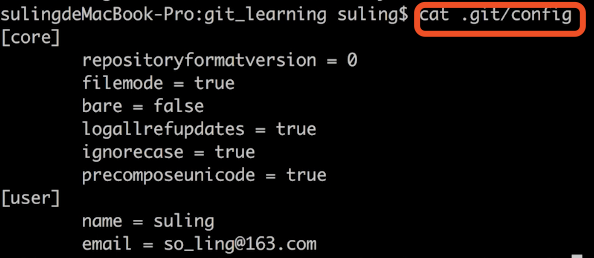 sulingdeMacBook-Pro:git_learning suling$ cat .git/config
[core]
        repositoryformatversion = 0
        filemode = true
        bare = false
        logallrefupdates = true
        ignorecase = true
        precomposeunicode = true
[user]
        name = suling
        email = so_ling@163.com